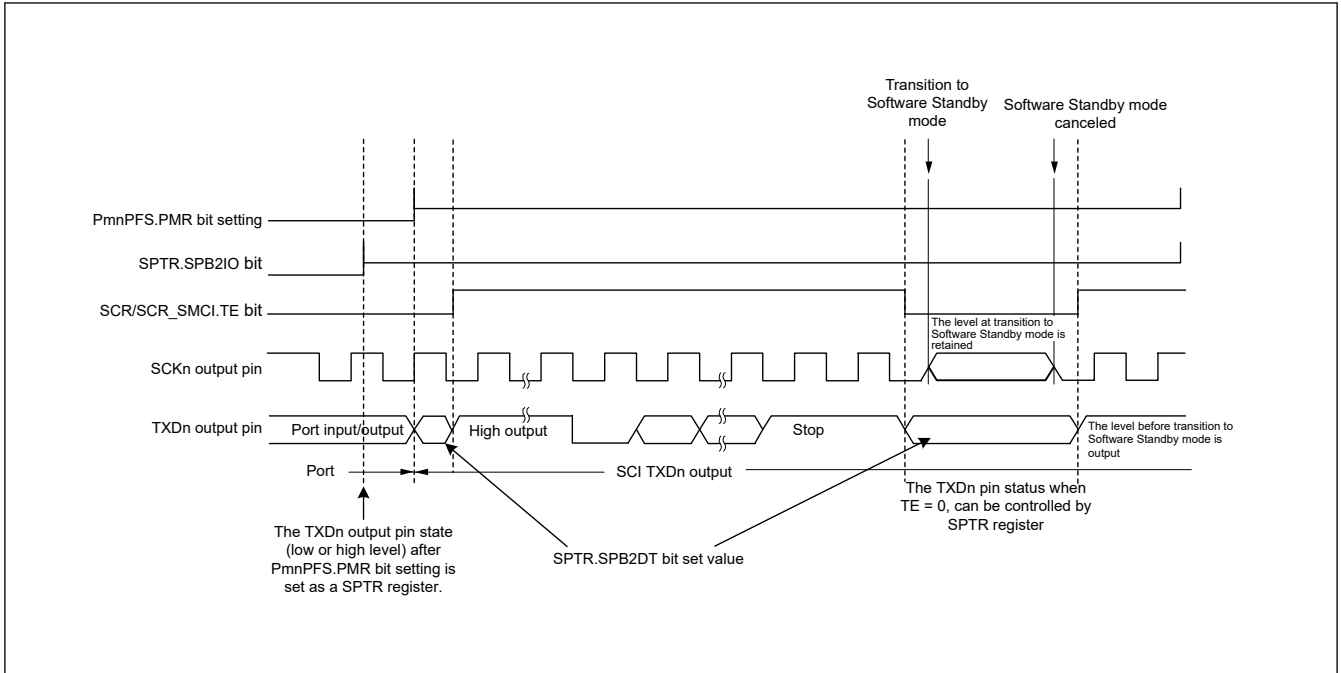 Transition to
Software Standby
mode
Software Standby mode
canceled
PmnPFS.PMR bit setting
SPTR.SPB2IO bit
SCR/SCR_SMCI.TE bit
The level at transition to
Software Standby mode is
retained
SCKn output pin
TXDn output pin
Port input/output
High output
Stop
The level before transition to
Software Standby mode is
output
Port
SCI TXDn output
The TXDn pin status when
TE = 0, can be controlled by
SPTR register
The TXDn output pin state
(low or high level) after
PmnPFS.PMR bit setting is
set as a SPTR register.
SPTR.SPB2DT bit set value